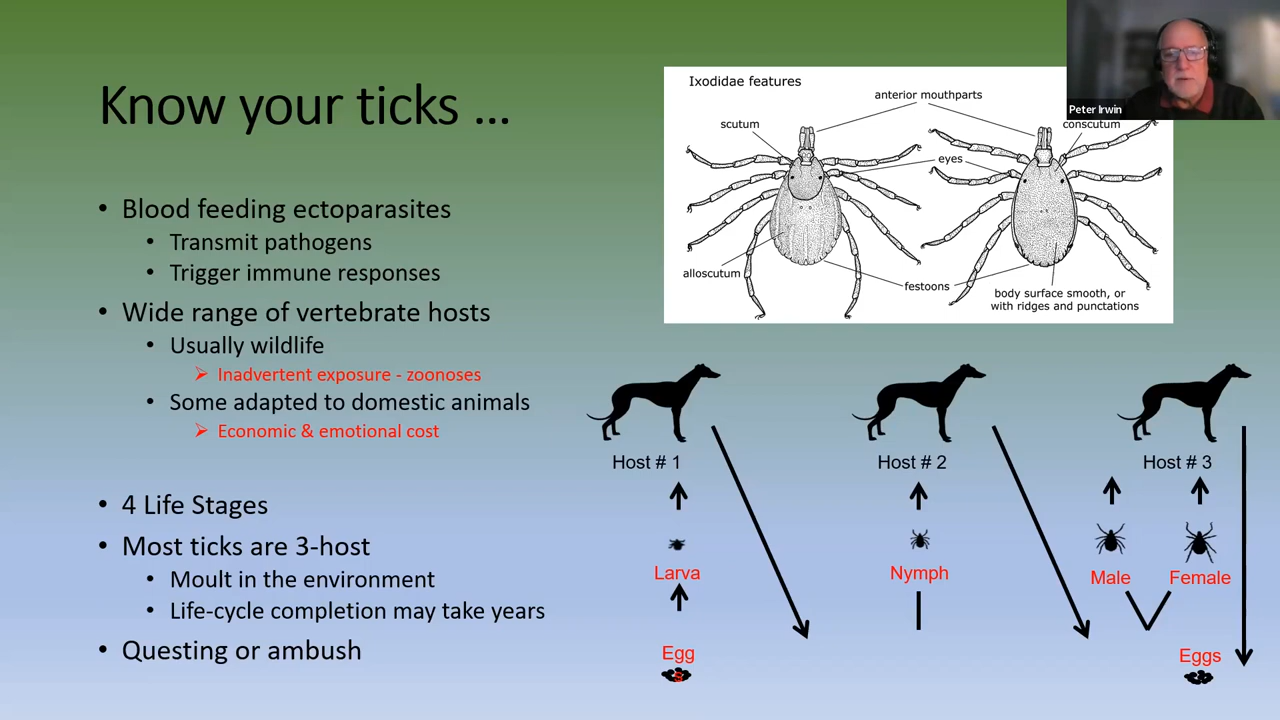 Know your ticks ...
• Blood feeding ectoparasites
• Transmit pathogens
• Trigger immune responses
• Wide range of vertebrate hosts
• Usually wildlife
➢ Inadvertent exposure - zoonoses
• Some adapted to domestic animals
➢ Economic & emotional cost
• 4 Life Stages
• Most ticks are 3-host
• Moult in the environment
• Life-cycle completion may take years
• Questing or ambush
Ixodidae features
anterior mouthparts
scutum
conscutum
eyes
alloscutum
festoons
body surface smooth, or
with ridges and punctations
Peter Irwin
Host # 1
Host # 2
Host # 3
Larva
Nymph
Male
Female
Egg
s
Eggs